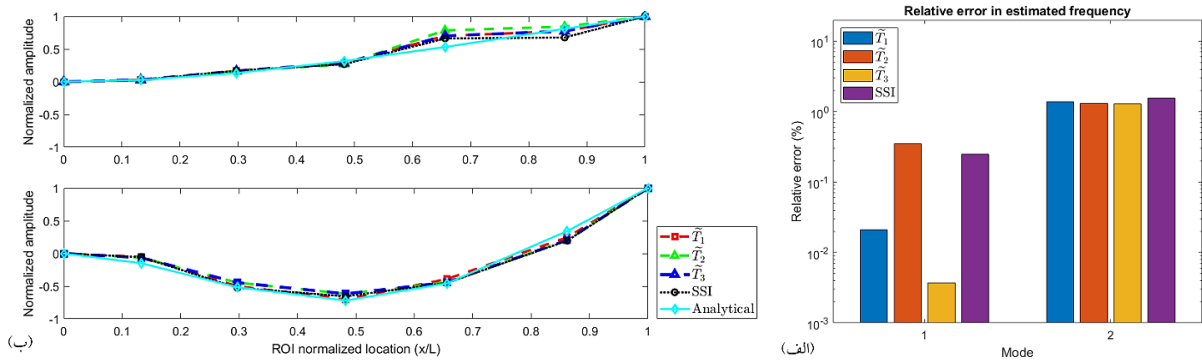 Normalized amplitude
1
0.5
0
-0.5
-1
0 0.1 0.2 0.3 0.4 0.5 0.6 0.7 0.8 0.9 1
Normalized amplitude
1
0.5
0
-0.5
-1
0 0.1 0.2 0.3 0.4 0.5 0.6 0.7 0.8 0.9 1
ROI normalized location (x/L)
(ب)
T̃₁
T̃₂
T̃₃
SSI
Analytical
Relative error in estimated frequency
T̃₁
T̃₂
T̃₃
SSI
Relative error (%)
10¹
10⁰
10⁻¹
10⁻²
10⁻³
1 2
Mode
(الف)